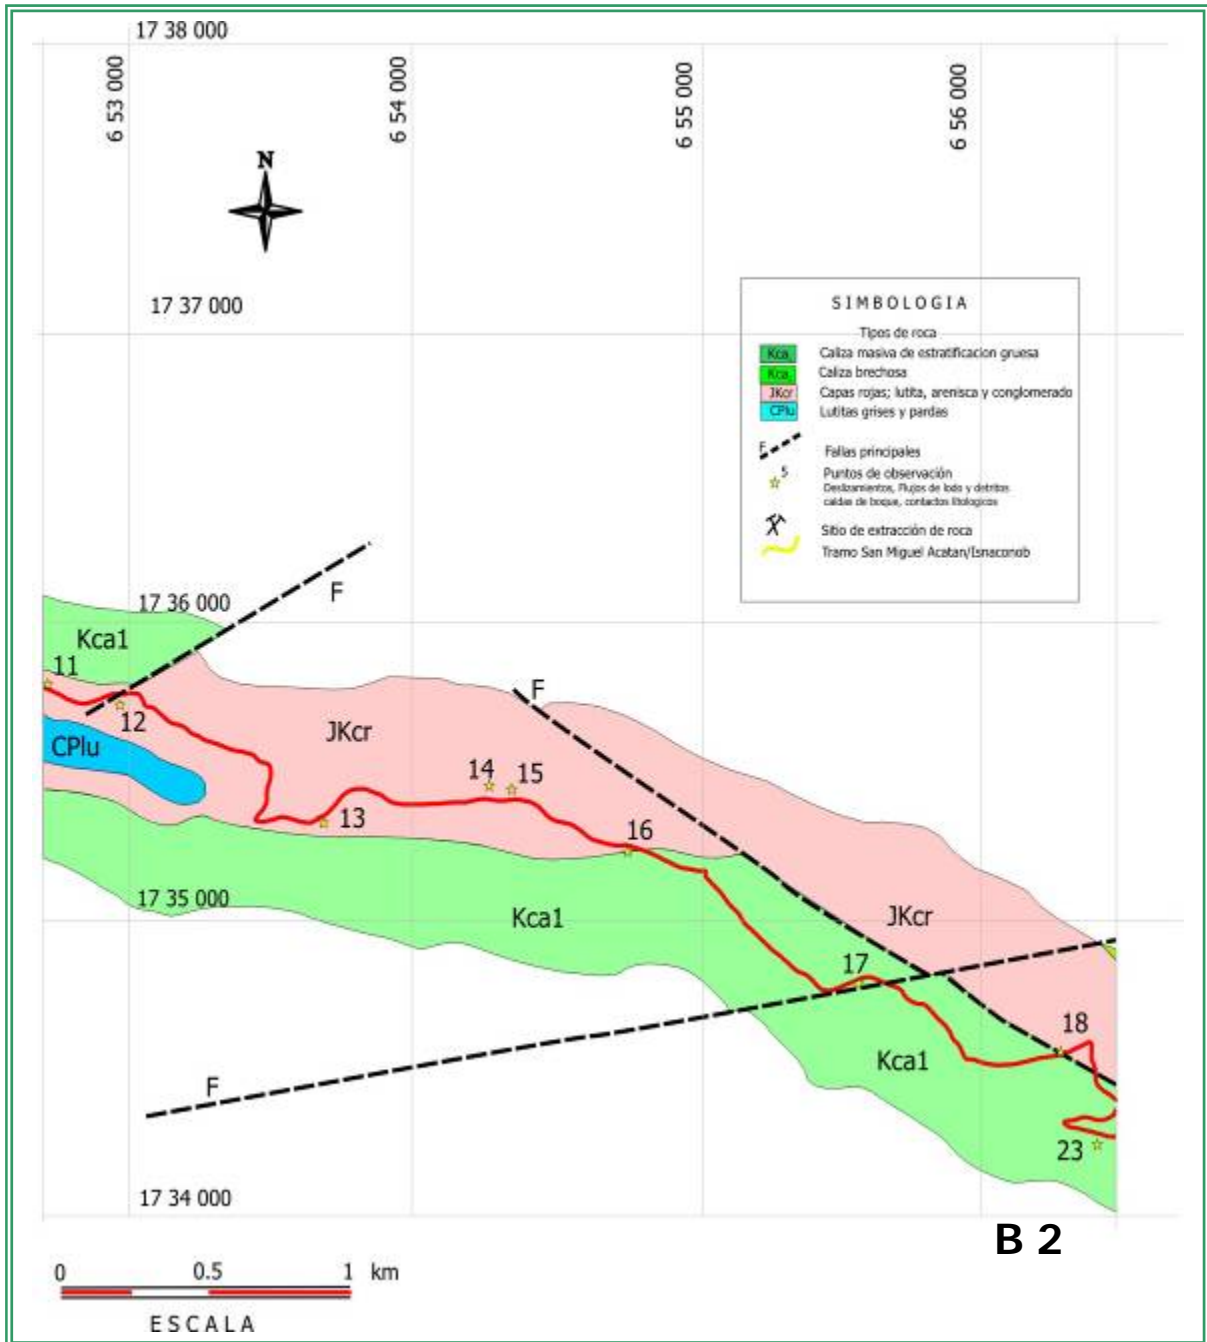 17 38 000
6 53 000
6 54 000
6 55 000
6 56 000
N
17 37 000
SIMBOLOGIA
Tipos de roca
Kca Caliza masiva de estratificacion gruesa
Kca Caliza brechosa
JKcr Capas rojas; lutita, arenisca y conglomerado
CPlu Lutitas grises y pardas
F Fallas principales
5 Puntos de observación
Deslizamientos, Flujos de lodo y detritos
caidas de boque, contactos litologicos
Sitio de extracción de roca
Tramo San Miguel Acatan/Isnaconob
F
17 36 000
Kca1
11
F
12
JKcr
CPlu
14
15
13
16
17 35 000
Kca1
JKcr
17
18
Kca1
F
23
17 34 000
B 2
0 0.5 1 km
ESCALA